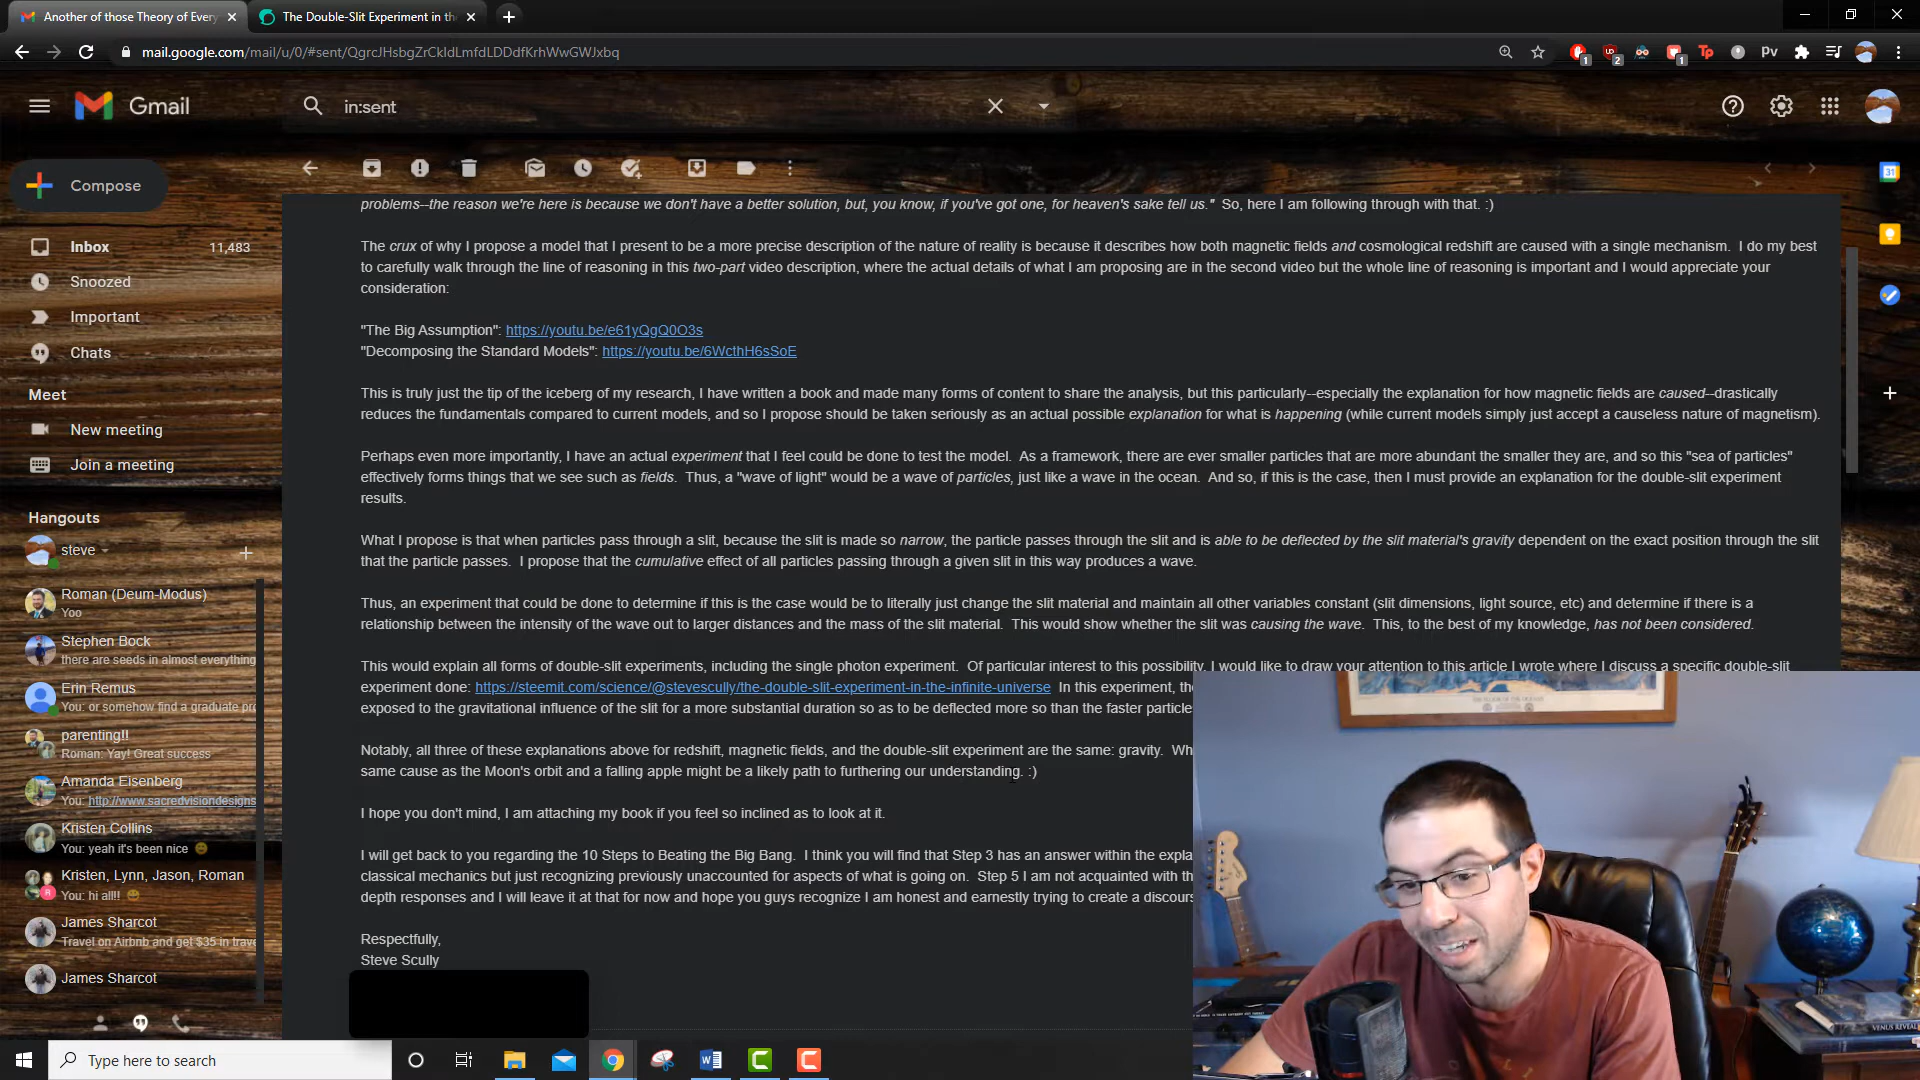 Another of those Theory of Every
The Double-Slit Experiment in th
mail.google.com/mail/u/0/#sent/QgrcJHsbgZrCkIdLmfdLDDdfKrhWwGWJxbq
1
2
1
Tp
Pv
Gmail
in:sent
Compose
31
problems--the reason we're here is because we don't have a better solution, but, you know, if you've got one, for heaven's sake tell us." So, here I am following through with that. :)
Inbox 11,483
The crux of why I propose a model that I present to be a more precise description of the nature of reality is because it describes how both magnetic fields and cosmological redshift are caused with a single mechanism. I do my best
to carefully walk through the line of reasoning in this two-part video description, where the actual details of what I am proposing are in the second video but the whole line of reasoning is important and I would appreciate your
consideration:
Snoozed
Important
Chats
"The Big Assumption": https://youtu.be/e61yQgQ0O3s
"Decomposing the Standard Models": https://youtu.be/6WcthH6sSoE
Meet
New meeting
Join a meeting
This is truly just the tip of the iceberg of my research, I have written a book and made many forms of content to share the analysis, but this particularly--especially the explanation for how magnetic fields are caused--drastically
reduces the fundamentals compared to current models, and so I propose should be taken seriously as an actual possible explanation for what is happening (while current models simply just accept a causeless nature of magnetism).
Perhaps even more importantly, I have an actual experiment that I feel could be done to test the model. As a framework, there are ever smaller particles that are more abundant the smaller they are, and so this "sea of particles"
effectively forms things that we see such as fields. Thus, a "wave of light" would be a wave of particles, just like a wave in the ocean. And so, if this is the case, then I must provide an explanation for the double-slit experiment
results.
Hangouts
steve
What I propose is that when particles pass through a slit, because the slit is made so narrow, the particle passes through the slit and is able to be deflected by the slit material's gravity dependent on the exact position through the slit
that the particle passes. I propose that the cumulative effect of all particles passing through a given slit in this way produces a wave.
Roman (Deum-Modus)
Yoo
Thus, an experiment that could be done to determine if this is the case would be to literally just change the slit material and maintain all other variables constant (slit dimensions, light source, etc) and determine if there is a
relationship between the intensity of the wave out to larger distances and the mass of the slit material. This would show whether the slit was causing the wave. This, to the best of my knowledge, has not been considered.
Stephen Bock
there are seeds in almost everything
This would explain all forms of double-slit experiments, including the single photon experiment. Of particular interest to this possibility, I would like to draw your attention to this article I wrote where I discuss a specific double-slit
experiment done: https://steemit.com/science/@stevescully/the-double-slit-experiment-in-the-infinite-universe In this experiment, the
exposed to the gravitational influence of the slit for a more substantial duration so as to be deflected more so than the faster particle
Erin Remus
You: or somehow find a graduate pr
parenting!!
Roman: Yay! Great success
Notably, all three of these explanations above for redshift, magnetic fields, and the double-slit experiment are the same: gravity. Wh
same cause as the Moon's orbit and a falling apple might be a likely path to furthering our understanding. :)
Amanda Eisenberg
You: http://www.sacredvisiondesigns
I hope you don't mind, I am attaching my book if you feel so inclined as to look at it.
Kristen Collins
You: yeah it's been nice
I will get back to you regarding the 10 Steps to Beating the Big Bang. I think you will find that Step 3 has an answer within the expla
classical mechanics but just recognizing previously unaccounted for aspects of what is going on. Step 5 I am not acquainted with th
depth responses and I will leave it at that for now and hope you guys recognize I am honest and earnestly trying to create a discours
Kristen, Lynn, Jason, Roman
You: hi all!!
James Sharcot
Travel on Airbnb and get $35 in trave
Respectfully,
Steve Scully
James Sharcot
Type here to search
VENUS REVEAL